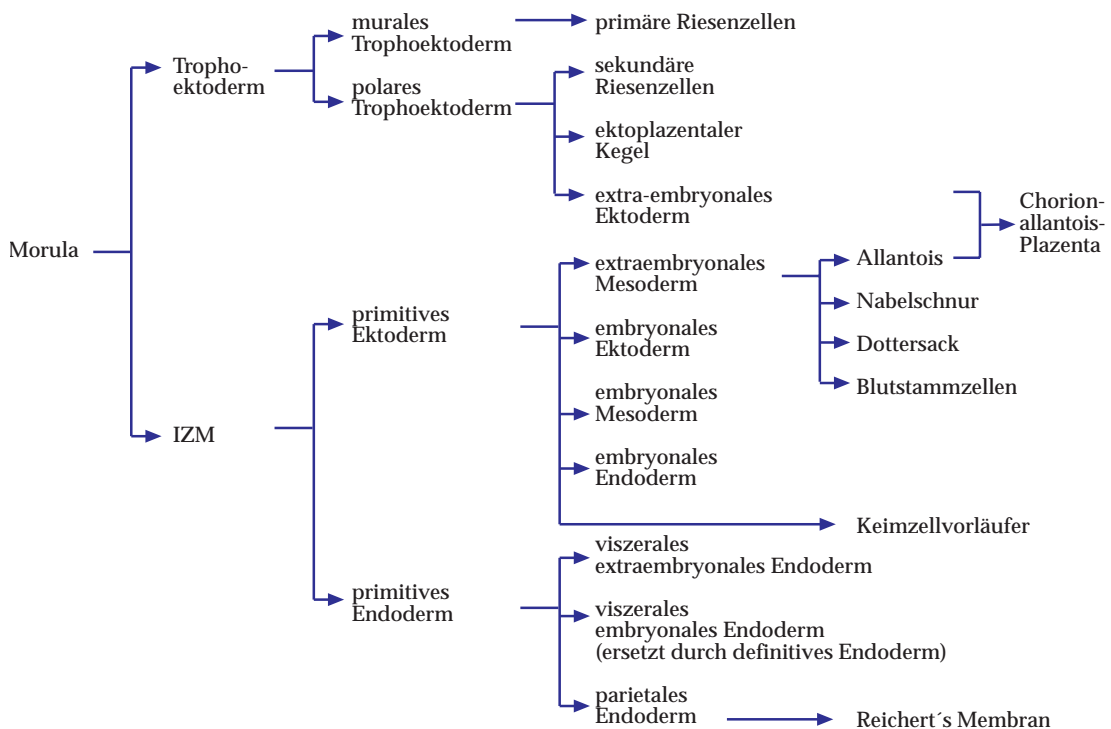 murales
Trophoektoderm
primäre Riesenzellen
Tropho-
ektoderm
polares
Trophoektoderm
sekundäre
Riesenzellen
ektoplazentaler
Kegel
extra-embryonales
Ektoderm
Chorion-
allantois-
Plazenta
Morula
extraembryonales
Mesoderm
Allantois
Nabelschnur
Dottersack
Blutstammzellen
primitives
Ektoderm
embryonales
Ektoderm
embryonales
Mesoderm
IZM
embryonales
Endoderm
Keimzellvorläufer
viszerales
extraembryonales Endoderm
primitives
Endoderm
viszerales
embryonales Endoderm
(ersetzt durch definitives Endoderm)
parietales
Endoderm
Reichert´s Membran